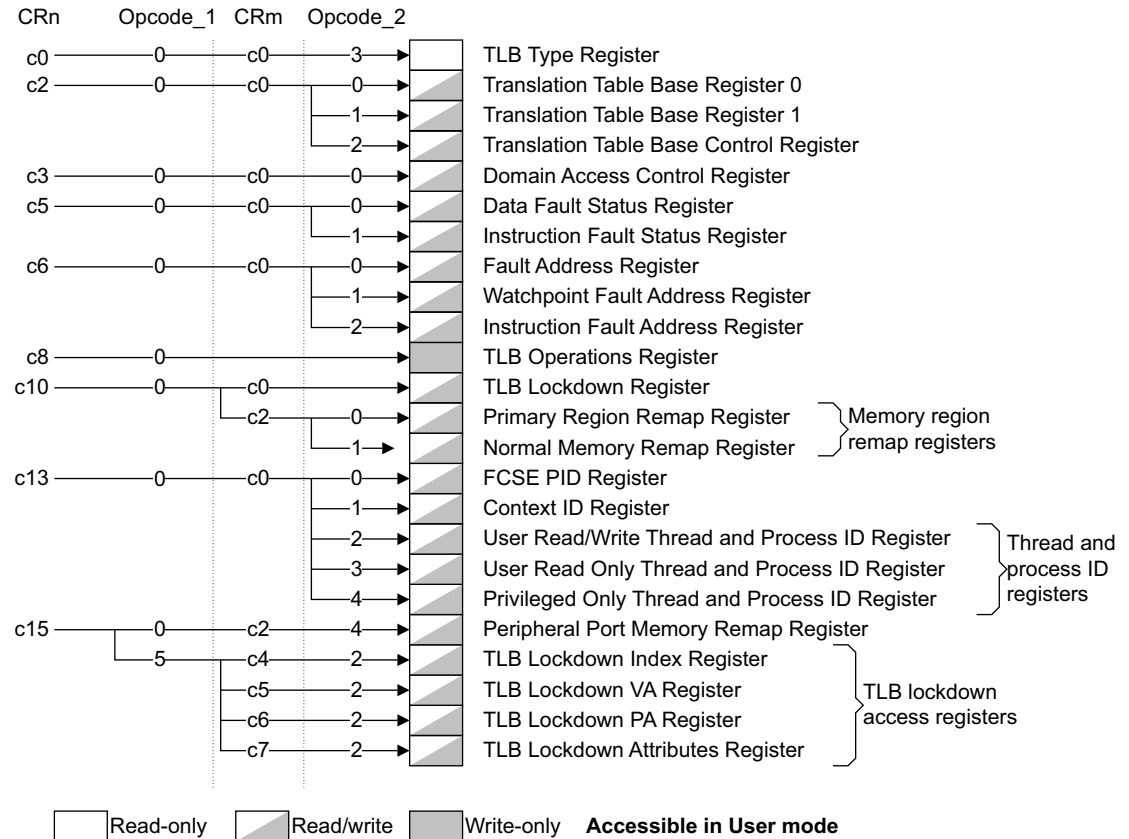 CRn Opcode_1 CRm Opcode_2
c0 0 c0 3 TLB Type Register
c2 0 c0 0 Translation Table Base Register 0
1 Translation Table Base Register 1
2 Translation Table Base Control Register
c3 0 c0 0 Domain Access Control Register
c5 0 c0 0 Data Fault Status Register
1 Instruction Fault Status Register
c6 0 c0 0 Fault Address Register
1 Watchpoint Fault Address Register
2 Instruction Fault Address Register
c8 0 TLB Operations Register
c10 0 c0 TLB Lockdown Register
c2 0 Primary Region Remap Register
1 Normal Memory Remap Register
Memory region
remap registers
c13 0 c0 0 FCSE PID Register
1 Context ID Register
2 User Read/Write Thread and Process ID Register
3 User Read Only Thread and Process ID Register
4 Privileged Only Thread and Process ID Register
Thread and
process ID
registers
c15 0 c2 4 Peripheral Port Memory Remap Register
5 c4 2 TLB Lockdown Index Register
c5 2 TLB Lockdown VA Register
c6 2 TLB Lockdown PA Register
c7 2 TLB Lockdown Attributes Register
TLB lockdown
access registers
Read-only Read/write Write-only Accessible in User mode